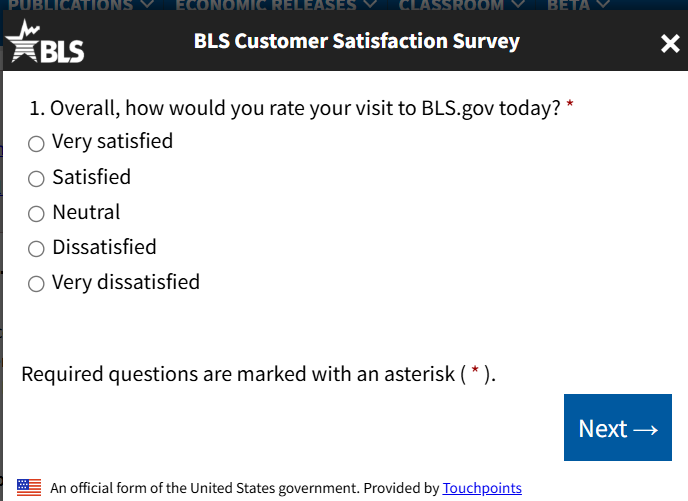 PUBLICATIONS ECONOMIC RELEASES CLASSROOM BETA
BLS
BLS Customer Satisfaction Survey
1. Overall, how would you rate your visit to BLS.gov today? *
Very satisfied
Satisfied
Neutral
Dissatisfied
Very dissatisfied
Required questions are marked with an asterisk ( * ).
Next →
An official form of the United States government. Provided by Touchpoints